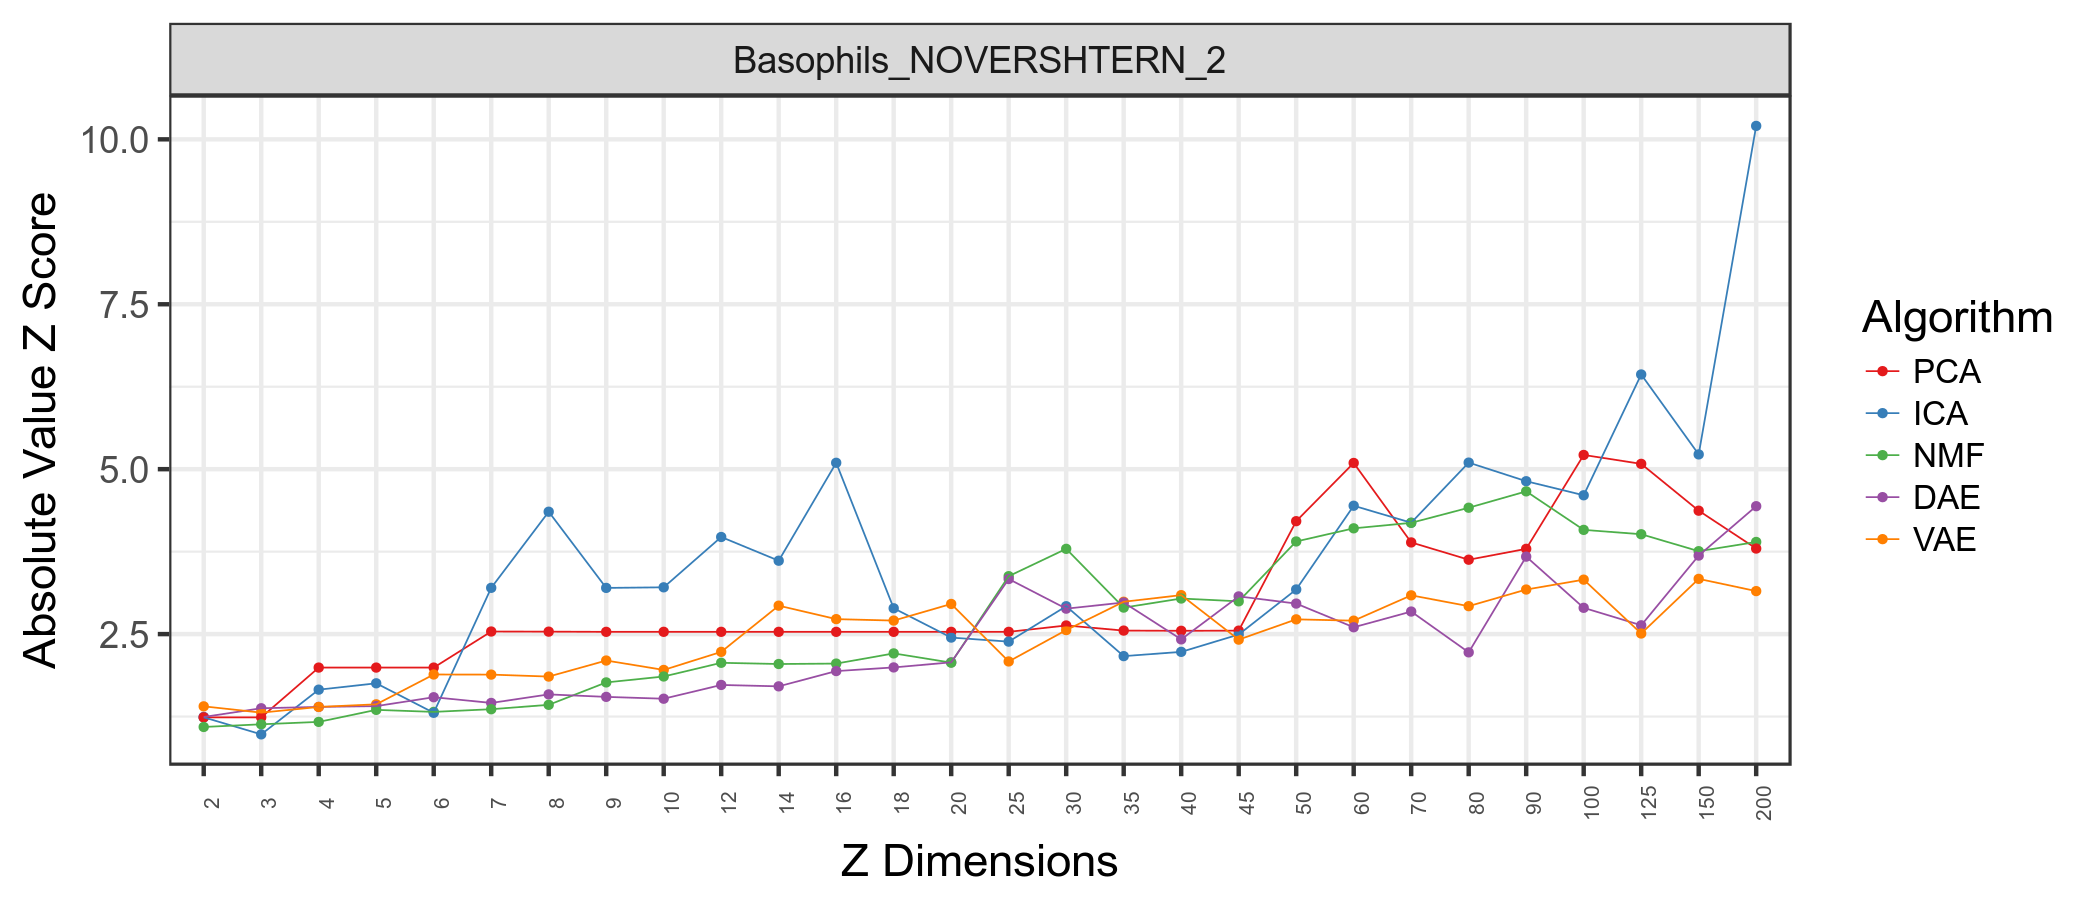 Basophils_NOVERSHTERN_2
10.0
7.5
5.0
2.5
Absolute Value Z Score
2 3 4 5 6 7 8 9 10 12 14 16 18 20 25 30 35 40 45 50 60 70 80 90 100 125 150 200
Z Dimensions
Algorithm
PCA
ICA
NMF
DAE
VAE